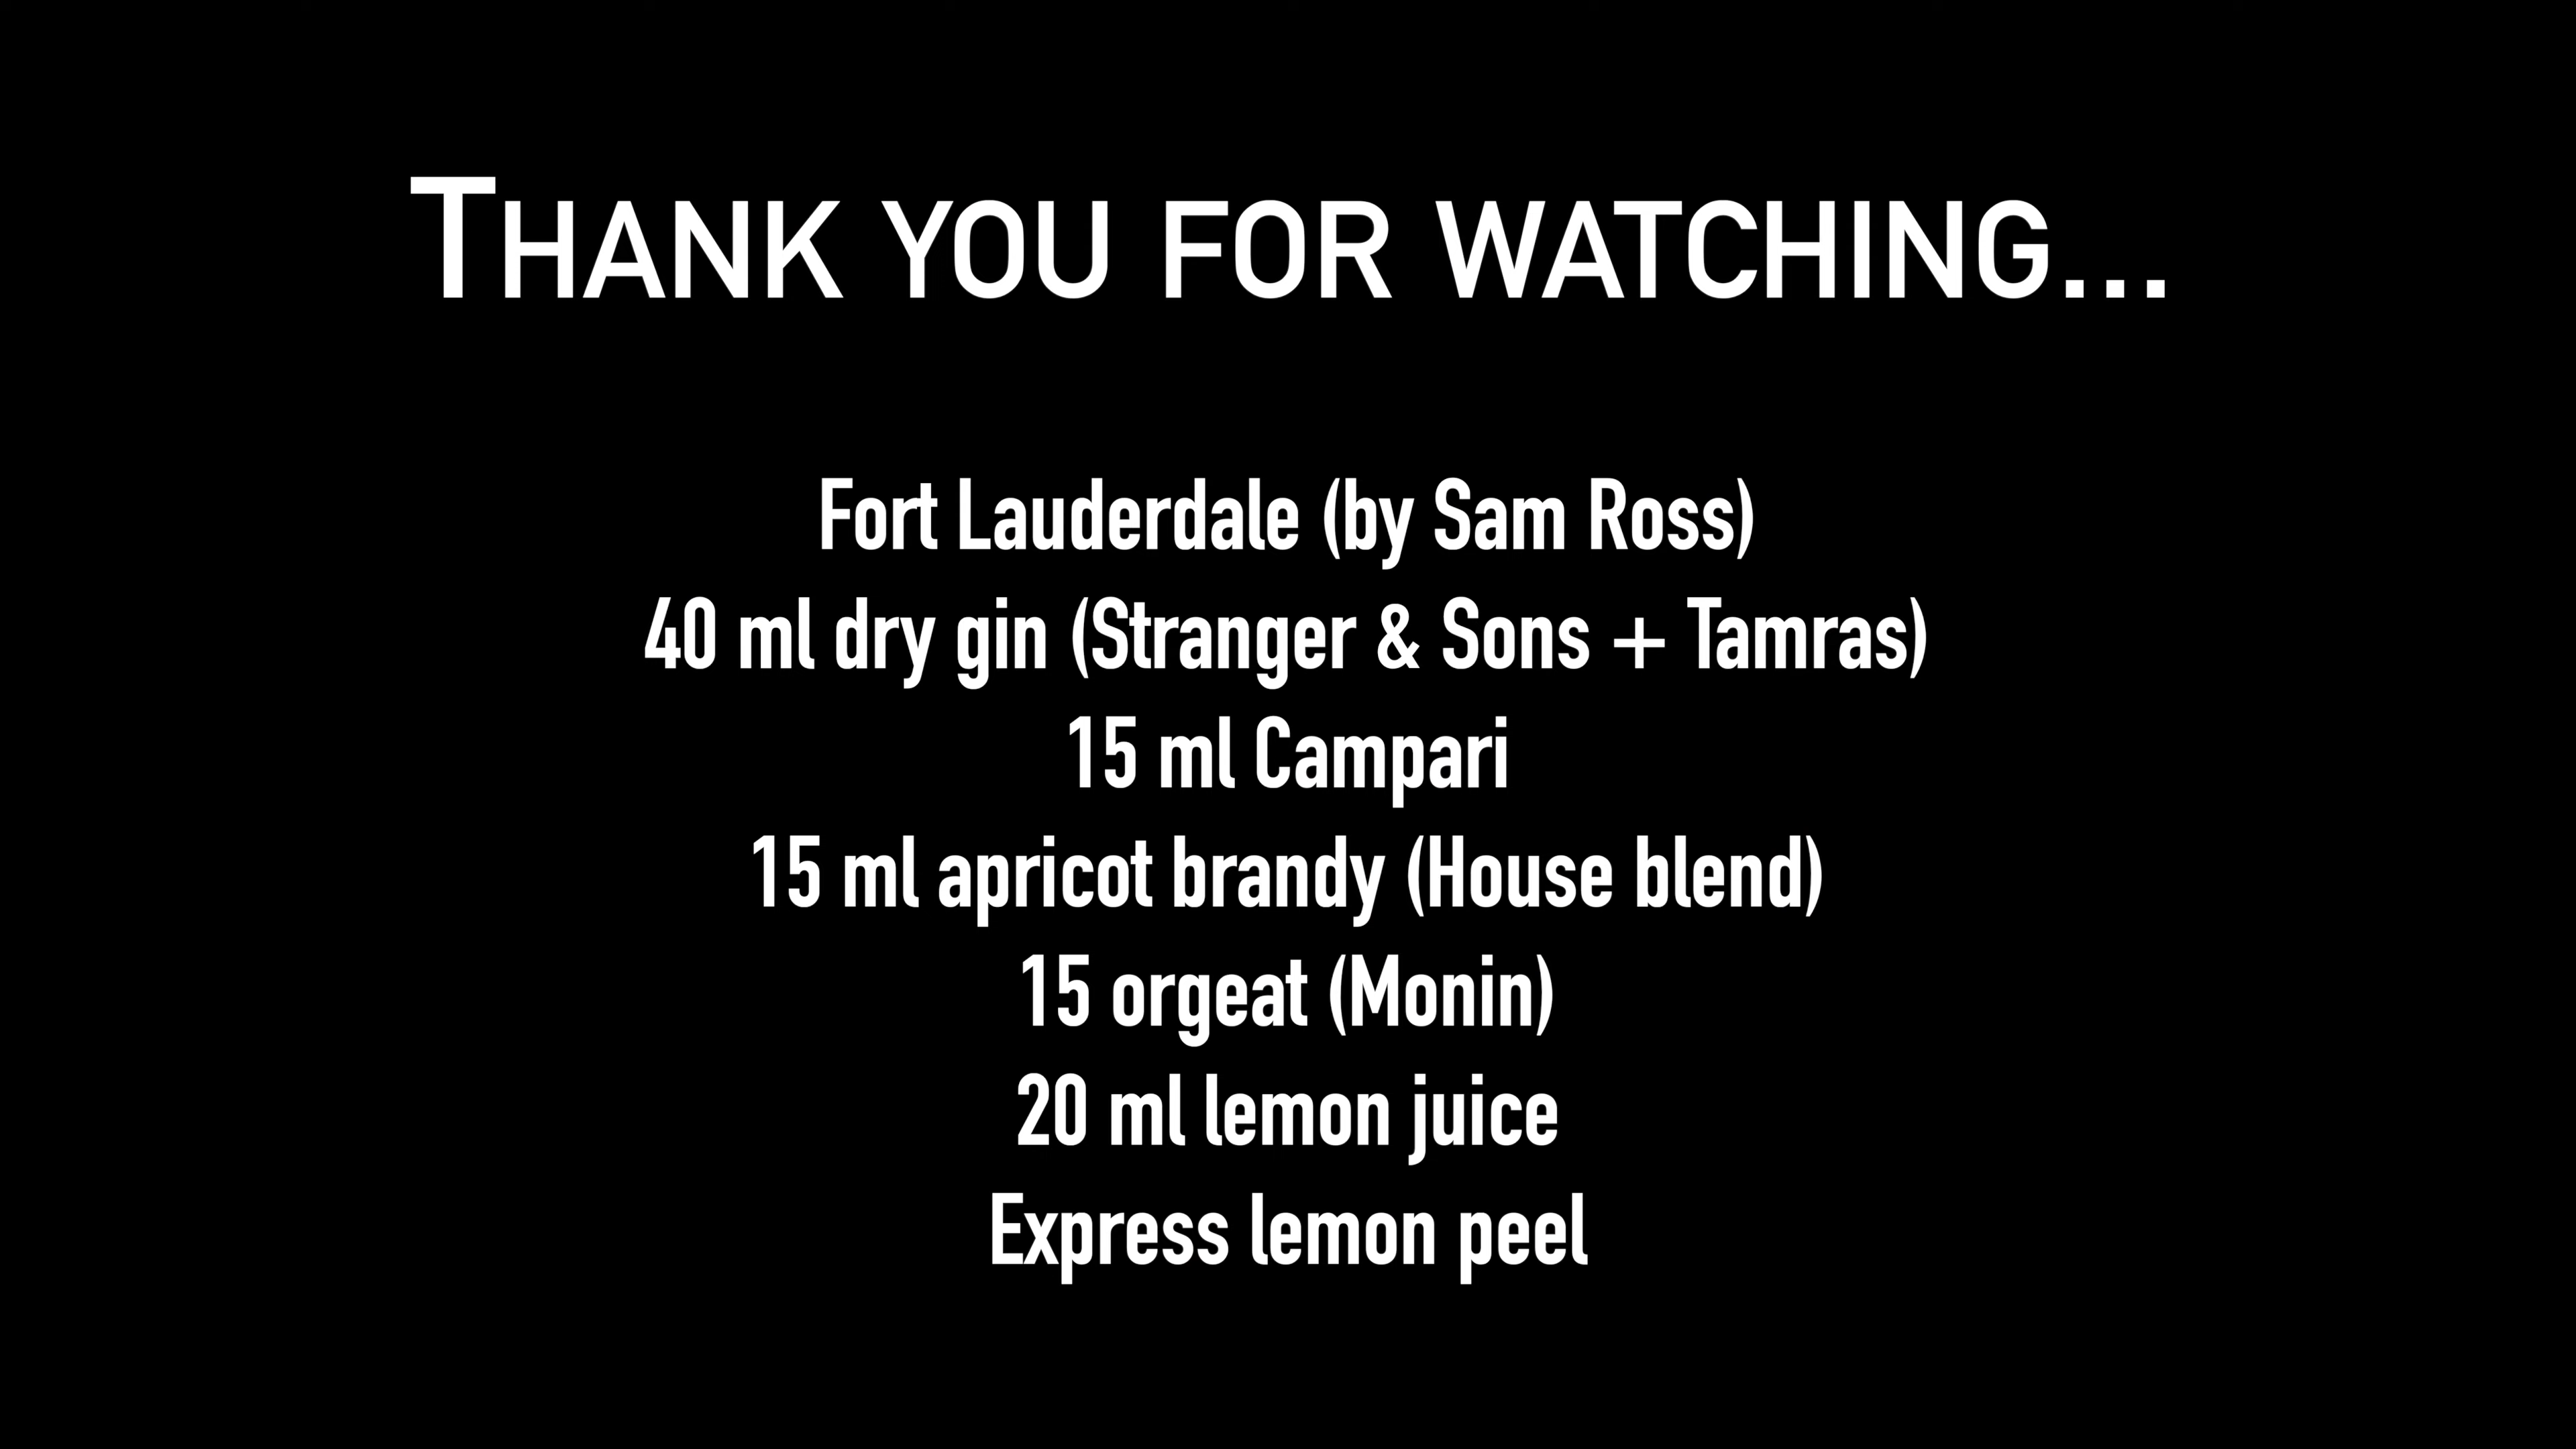 Thank you for watching...
Fort Lauderdale (by Sam Ross)
40 ml dry gin (Stranger & Sons + Tamras)
15 ml Campari
15 ml apricot brandy (House blend)
15 orgeat (Monin)
20 ml lemon juice
Express lemon peel